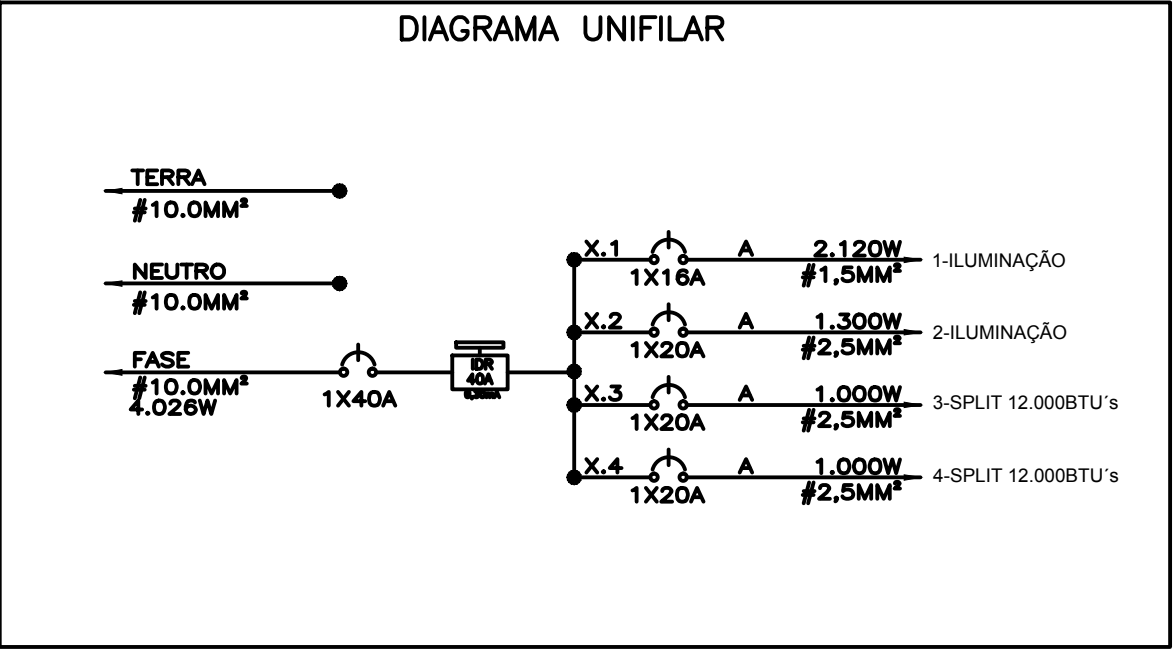 DIAGRAMA UNIFILAR
TERRA
#10.0MM²
NEUTRO
#10.0MM²
FASE
#10.0MM²
4.026W
1X40A
IDR
40A
X.1
1X16A
A
2.120W
#1,5MM²
1-ILUMINAÇÃO
X.2
1X20A
A
1.300W
#2,5MM²
2-ILUMINAÇÃO
X.3
1X20A
A
1.000W
#2,5MM²
3-SPLIT 12.000BTU´s
X.4
1X20A
A
1.000W
#2,5MM²
4-SPLIT 12.000BTU´s